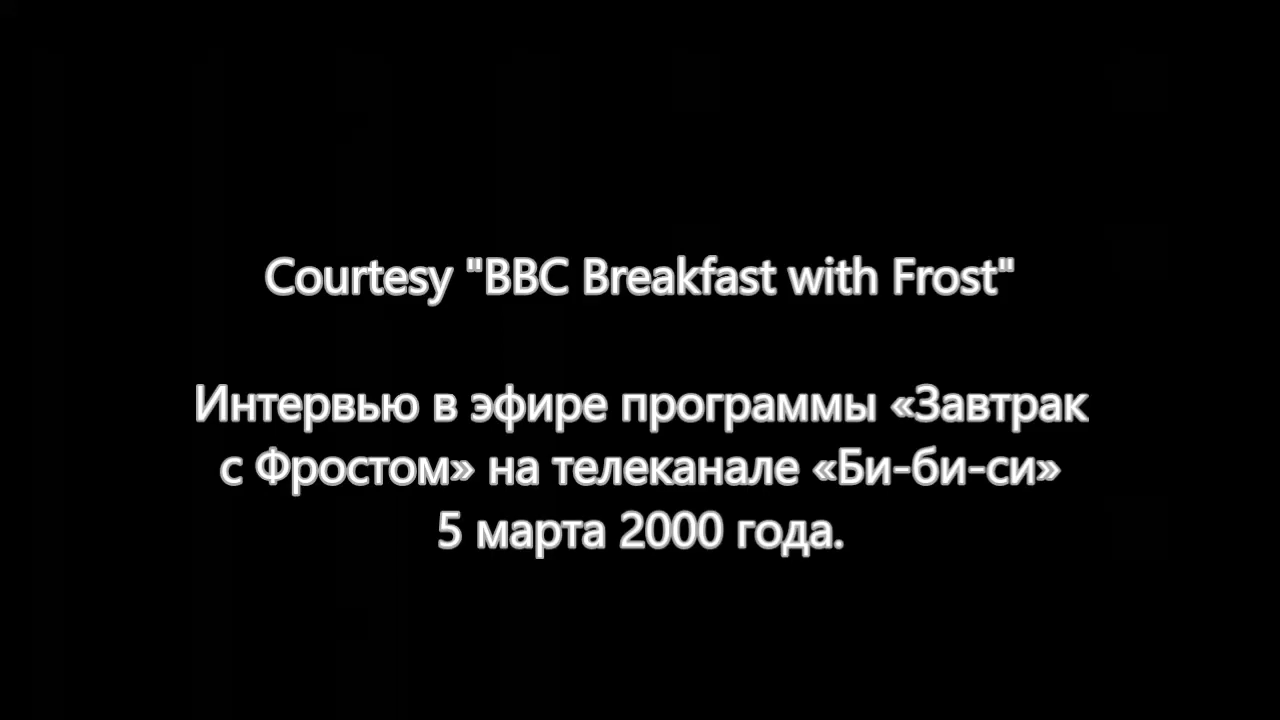 Courtesy "BBC Breakfast with Frost"
Интервью в эфире программы «Завтрак
с Фростом» на телеканале «Би-би-си»
5 марта 2000 года.